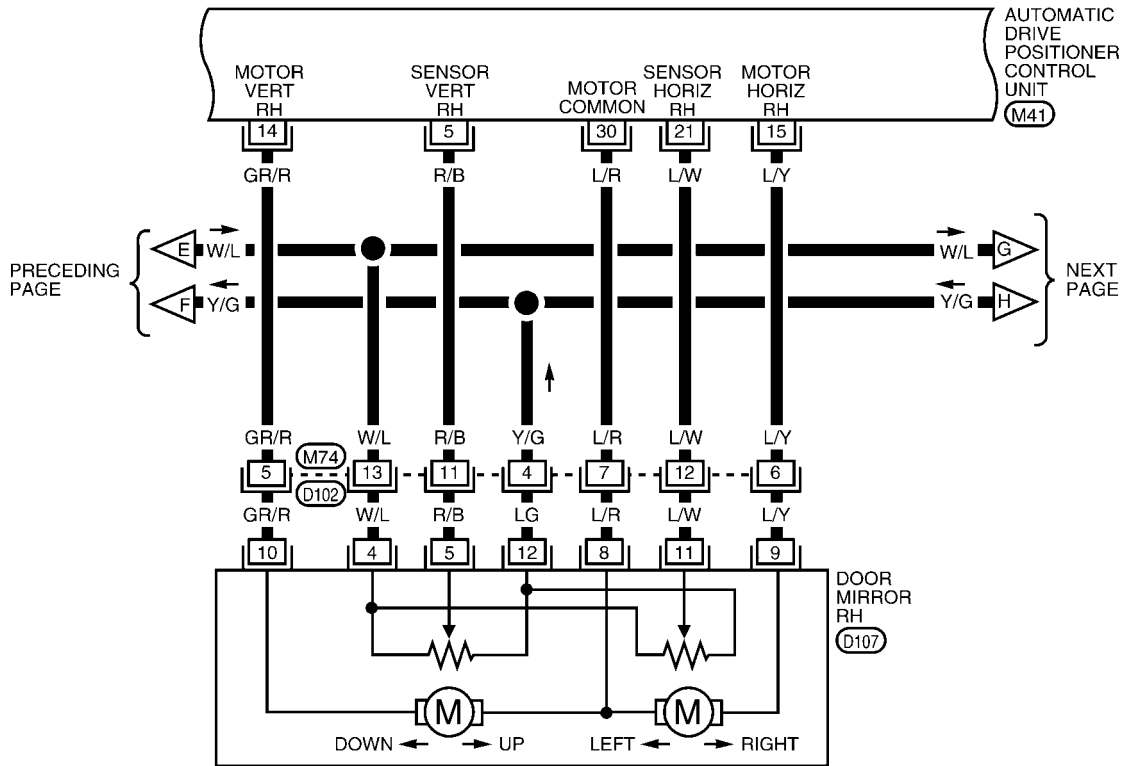 AUTOMATIC
DRIVE
POSITIONER
CONTROL
UNIT
M41
MOTOR
VERT
RH
SENSOR
VERT
RH
MOTOR
COMMON
SENSOR
HORIZ
RH
MOTOR
HORIZ
RH
14 5 30 21 15
GR/R R/B L/R L/W L/Y
PRECEDING
PAGE
E W/L W/L G
F Y/G Y/G H
NEXT
PAGE
GR/R W/L R/B Y/G L/R L/W L/Y
M74
5 13 11 4 7 12 6
D102
GR/R W/L R/B LG L/R L/W L/Y
10 4 5 12 8 11 9
DOOR
MIRROR
RH
D107
M M
DOWN UP LEFT RIGHT